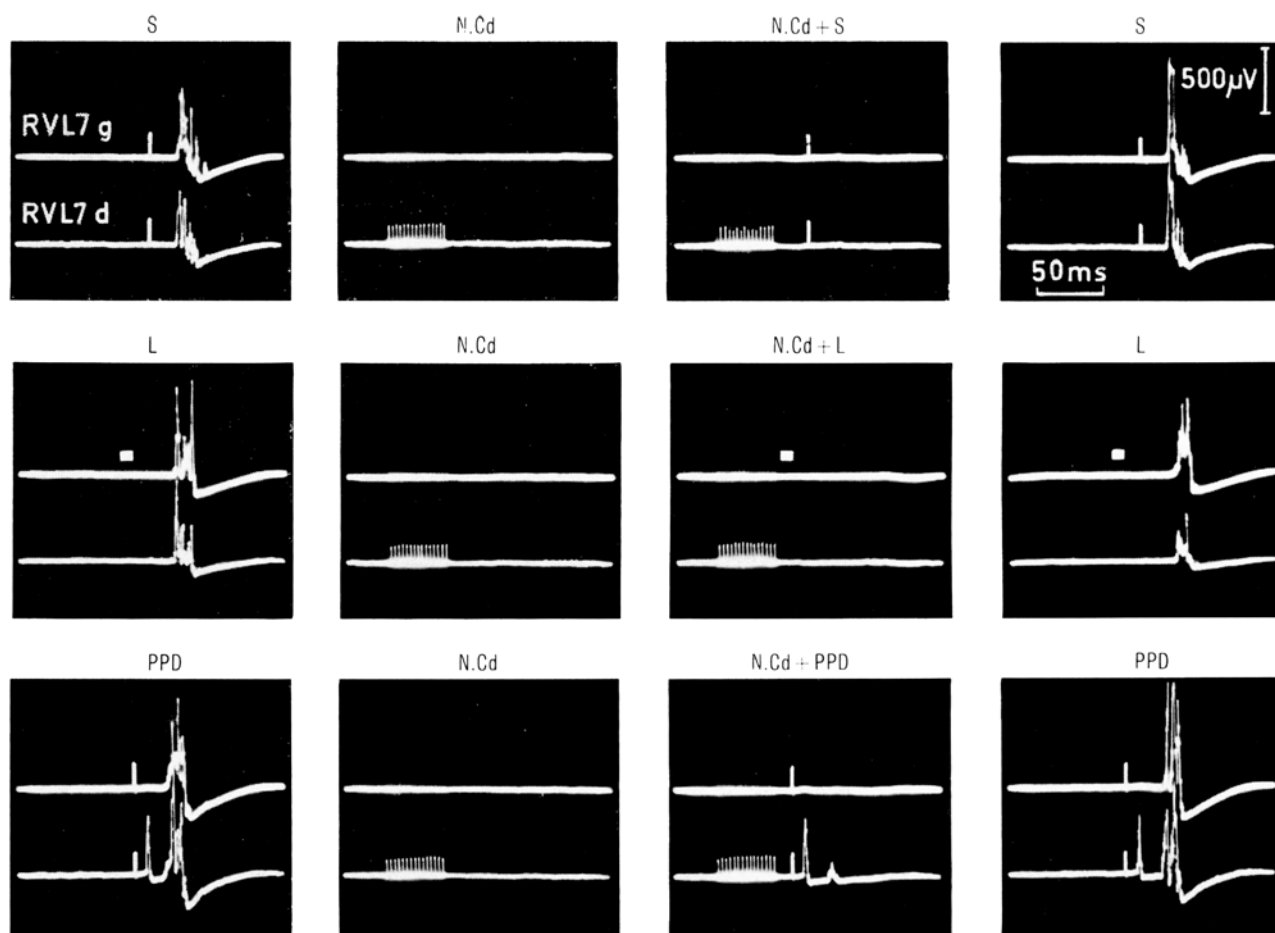 S N.Cd N.Cd + S S
RVL7 g 500µV
RVL7 d
50ms
L N.Cd N.Cd + L L
PPD N.Cd N.Cd + PPD PPD